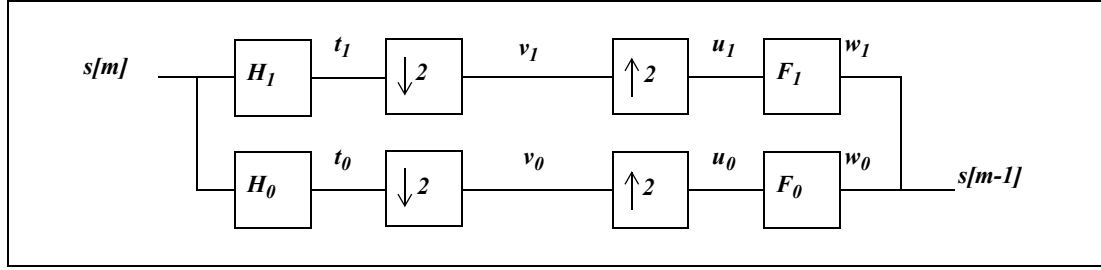 s[m] H1 t1 ↓ 2 v1 ↑ 2 u1 F1 w1
H0 t0 ↓ 2 v0 ↑ 2 u0 F0 w0 s[m-1]